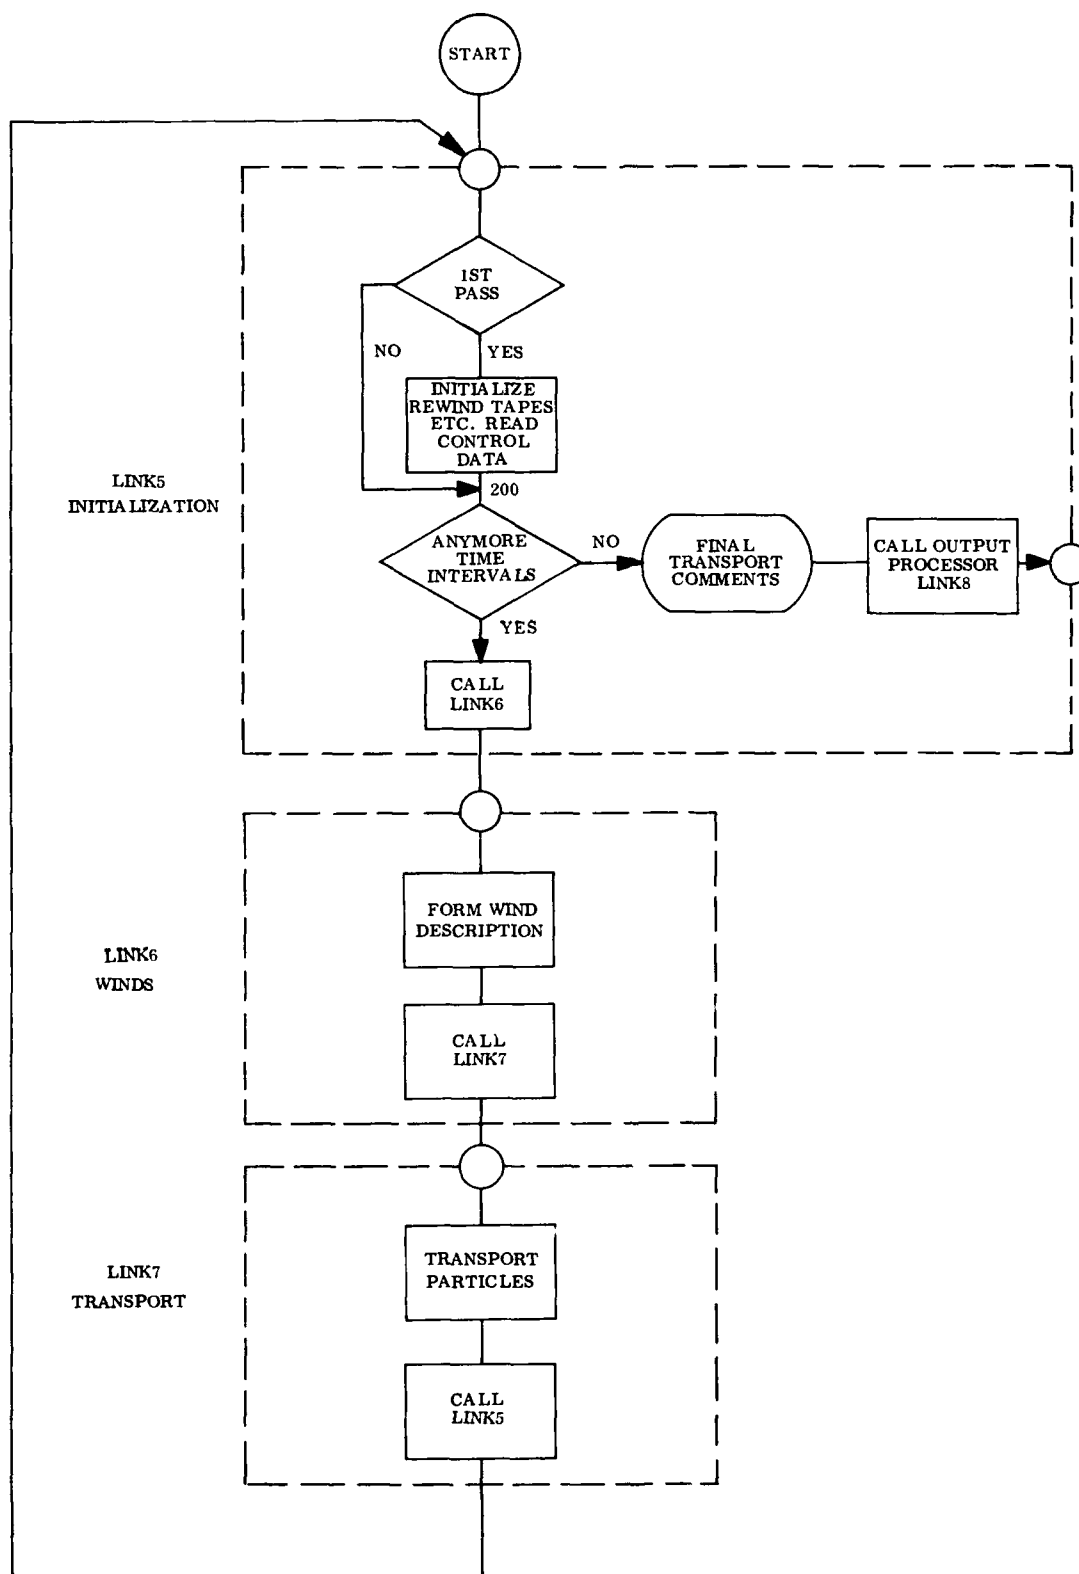 START
1ST
PASS
NO
YES
INITIALIZE
REWIND TAPES
ETC. READ
CONTROL
DATA
LINK5
INITIALIZATION
200
ANYMORE
TIME
INTERVALS
NO
FINAL
TRANSPORT
COMMENTS
CALL OUTPUT
PROCESSOR
LINK8
YES
CALL
LINK6
LINK6
WINDS
FORM WIND
DESCRIPTION
CALL
LINK7
LINK7
TRANSPORT
TRANSPORT
PARTICLES
CALL
LINK5